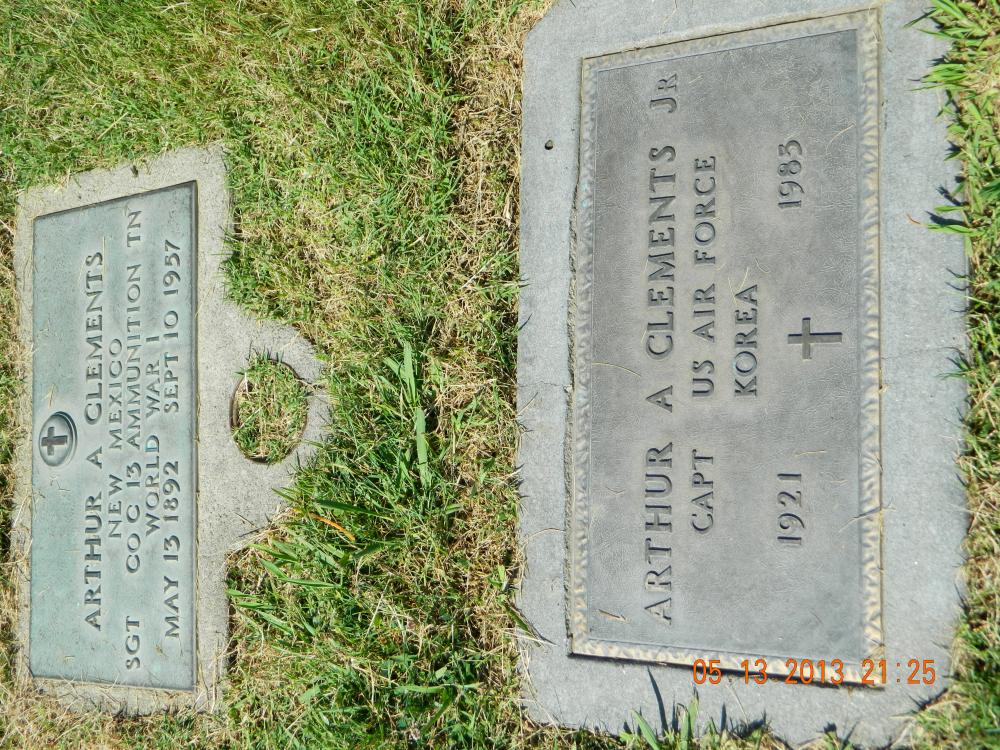 ARTHUR A CLEMENTS
NEW MEXICO
SGT CO C 13 AMMUNITION TN
WORLD WAR I
MAY 13 1892 SEPT 10 1957
ARTHUR A CLEMENTS JR
CAPT US AIR FORCE
KOREA
1921 1985
05-13-2013 21:25